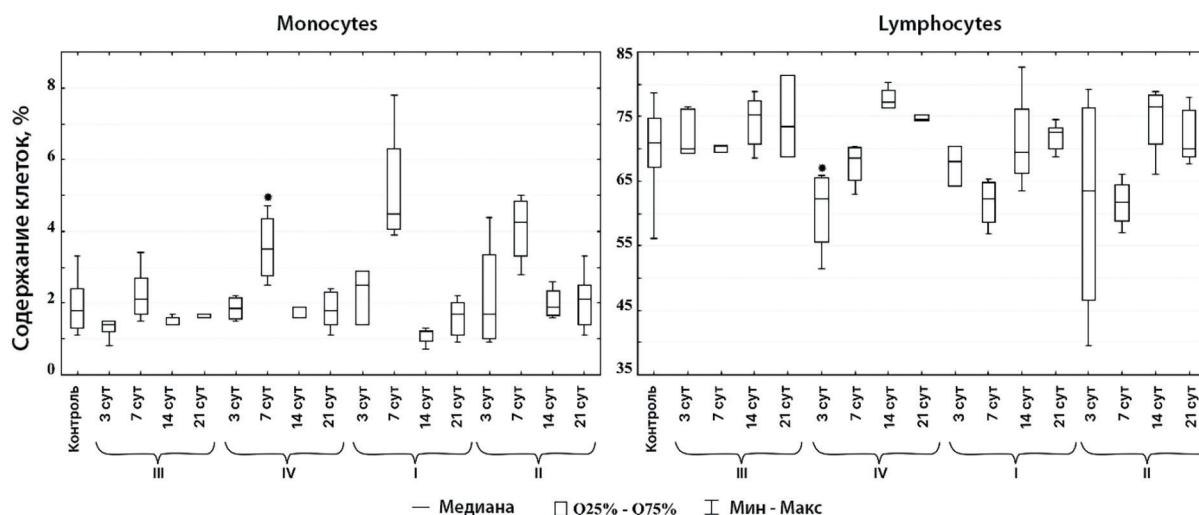 Monocytes
Содержание клеток, %
8
6
4
2
0
Контроль
3 сут
7 сут
14 сут
21 сут
3 сут
7 сут
14 сут
21 сут
3 сут
7 сут
14 сут
21 сут
3 сут
7 сут
14 сут
21 сут
III
IV
I
II
Lymphocytes
85
75
65
55
45
35
Контроль
3 сут
7 сут
14 сут
21 сут
3 сут
7 сут
14 сут
21 сут
3 сут
7 сут
14 сут
21 сут
3 сут
7 сут
14 сут
21 сут
III
IV
I
II
Медиана Q25% - Q75% Мин - Макс